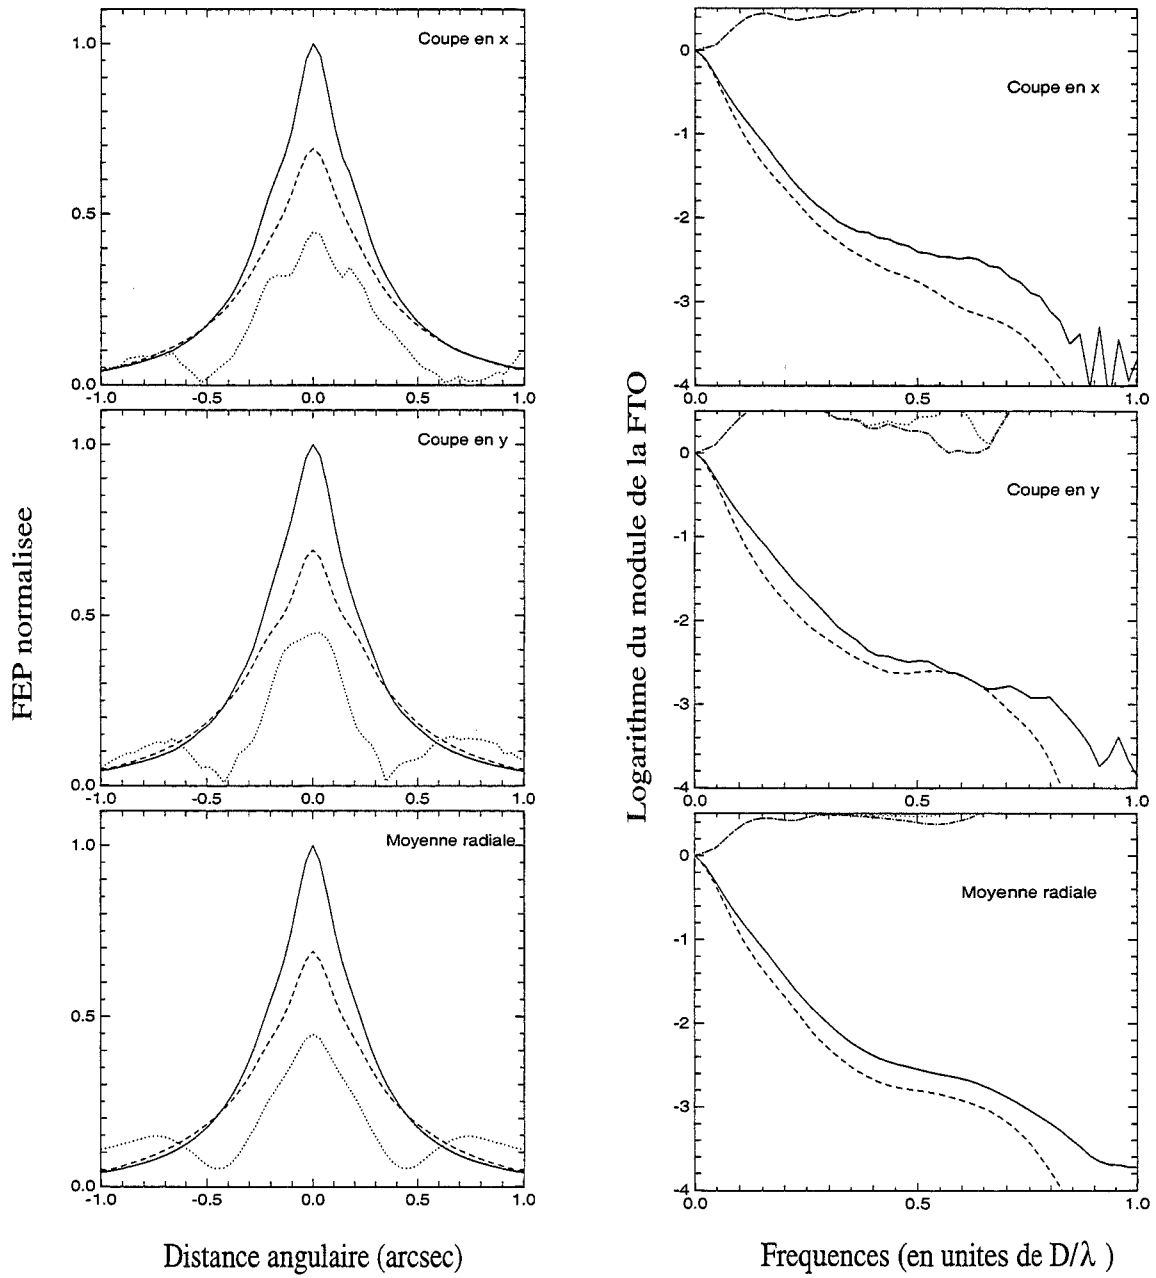 Coupe en x
1.0
0.5
0.0
-1.0 -0.5 0.0 0.5 1.0
Coupe en y
1.0
0.5
0.0
-1.0 -0.5 0.0 0.5 1.0
Moyenne radiale
1.0
0.5
0.0
-1.0 -0.5 0.0 0.5 1.0
FEP normalisee
Distance angulaire (arcsec)
Coupe en x
0
-1
-2
-3
-4
0.0 0.5 1.0
Coupe en y
0
-1
-2
-3
-4
0.0 0.5 1.0
Moyenne radiale
0
-1
-2
-3
-4
0.0 0.5 1.0
Logarithme du module de la FTO
Frequences (en unites de D/λ )